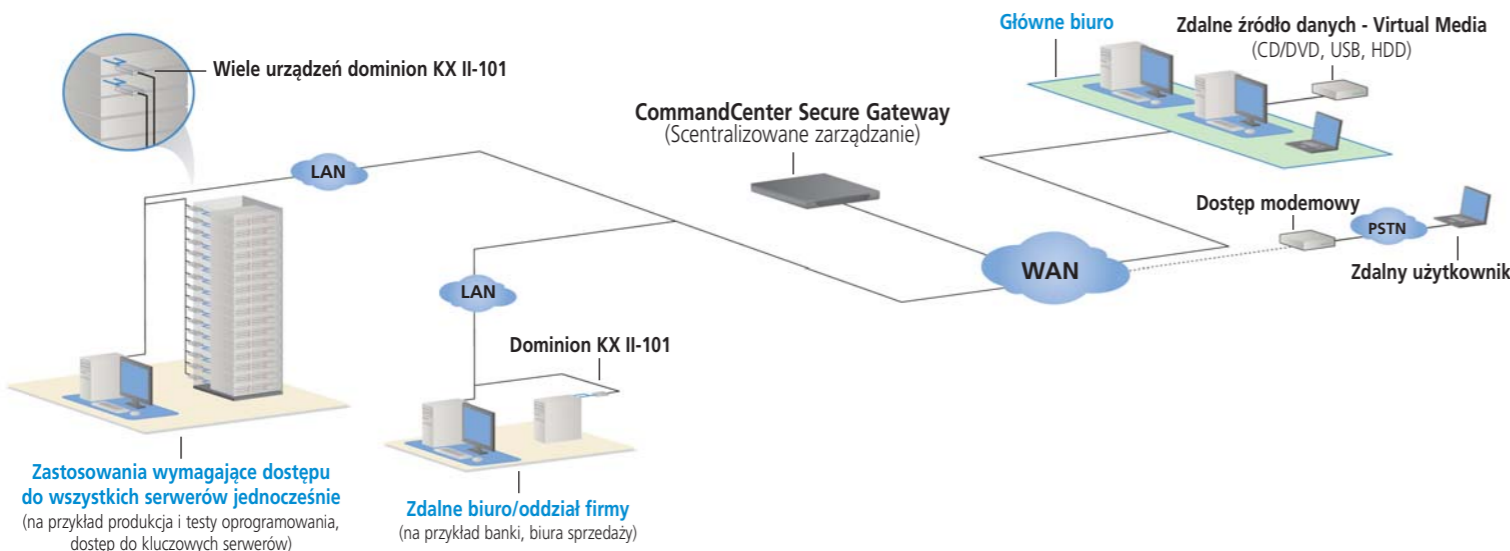 Główne biuro
Zdalne źródło danych - Virtual Media
(CD/DVD, USB, HDD)
Wiele urządzeń dominion KX II-101
CommandCenter Secure Gateway
(Scentralizowane zarządzanie)
LAN
Dostęp modemowy
PSTN
Zdalny użytkownik
WAN
LAN
Dominion KX II-101
Zastosowania wymagające dostępu
do wszystkich serwerów jednocześnie
(na przykład produkcja i testy oprogramowania,
dostęp do kluczowych serwerów)
Zdalne biuro/oddział firmy
(na przykład banki, biura sprzedaży)